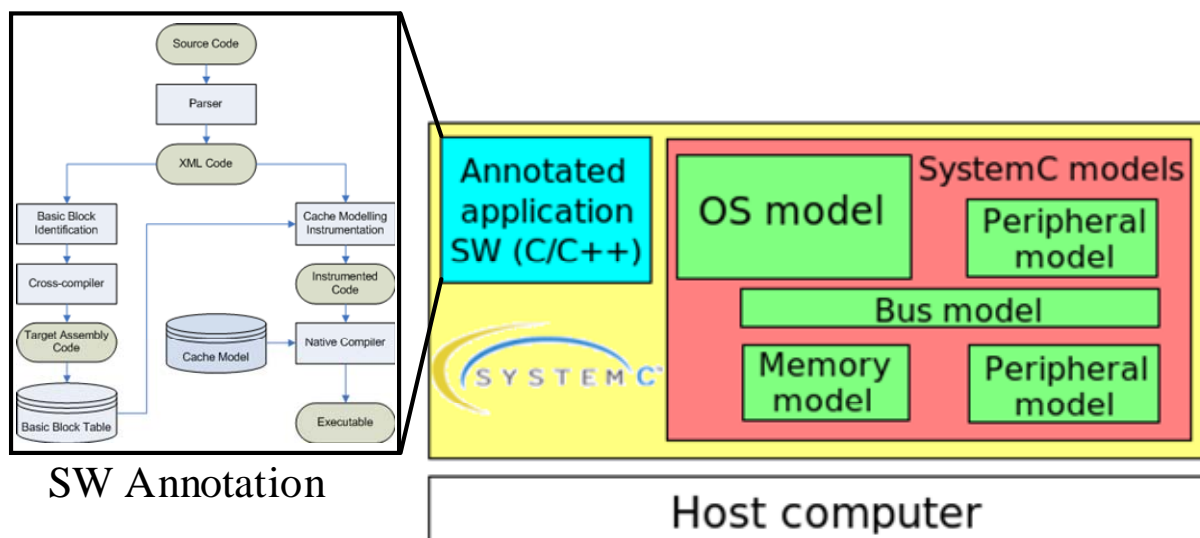 Source Code
Parser
XML Code
Basic Block
Identification
Cache Modelling
Instrumentation
Cross-compiler
Instrumented
Code
Target Assembly
Code
Cache Model
Native Compiler
Basic Block Table
Executable
SW Annotation
Annotated
application
SW (C/C++)
SYSTEM C™
SystemC models
OS model
Peripheral
model
Bus model
Memory
model
Peripheral
model
Host computer